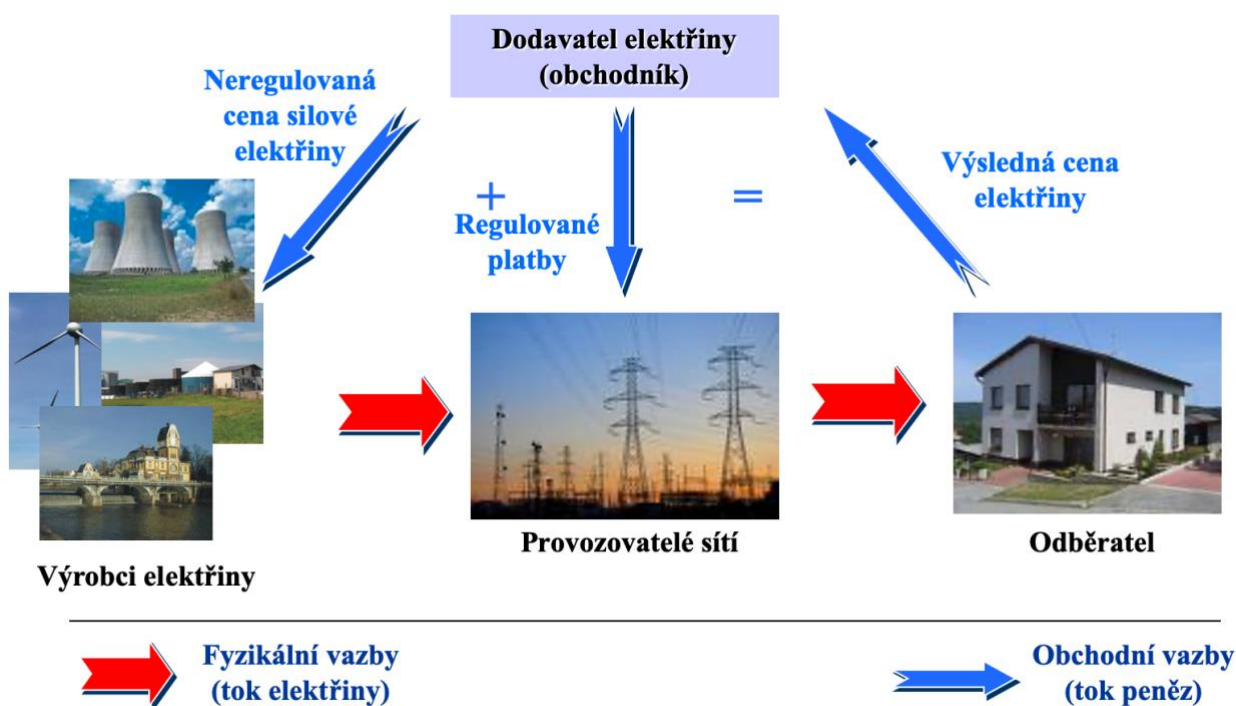 Dodavatel elektřiny
(obchodník)
Neregulovaná
cena silové
elektřiny
+
Regulované
platby
=
Výsledná cena
elektřiny
Výrobci elektřiny
Provozovatelé sítí
Odběratel
Fyzikální vazby
(tok elektřiny)
Obchodní vazby
(tok peněz)